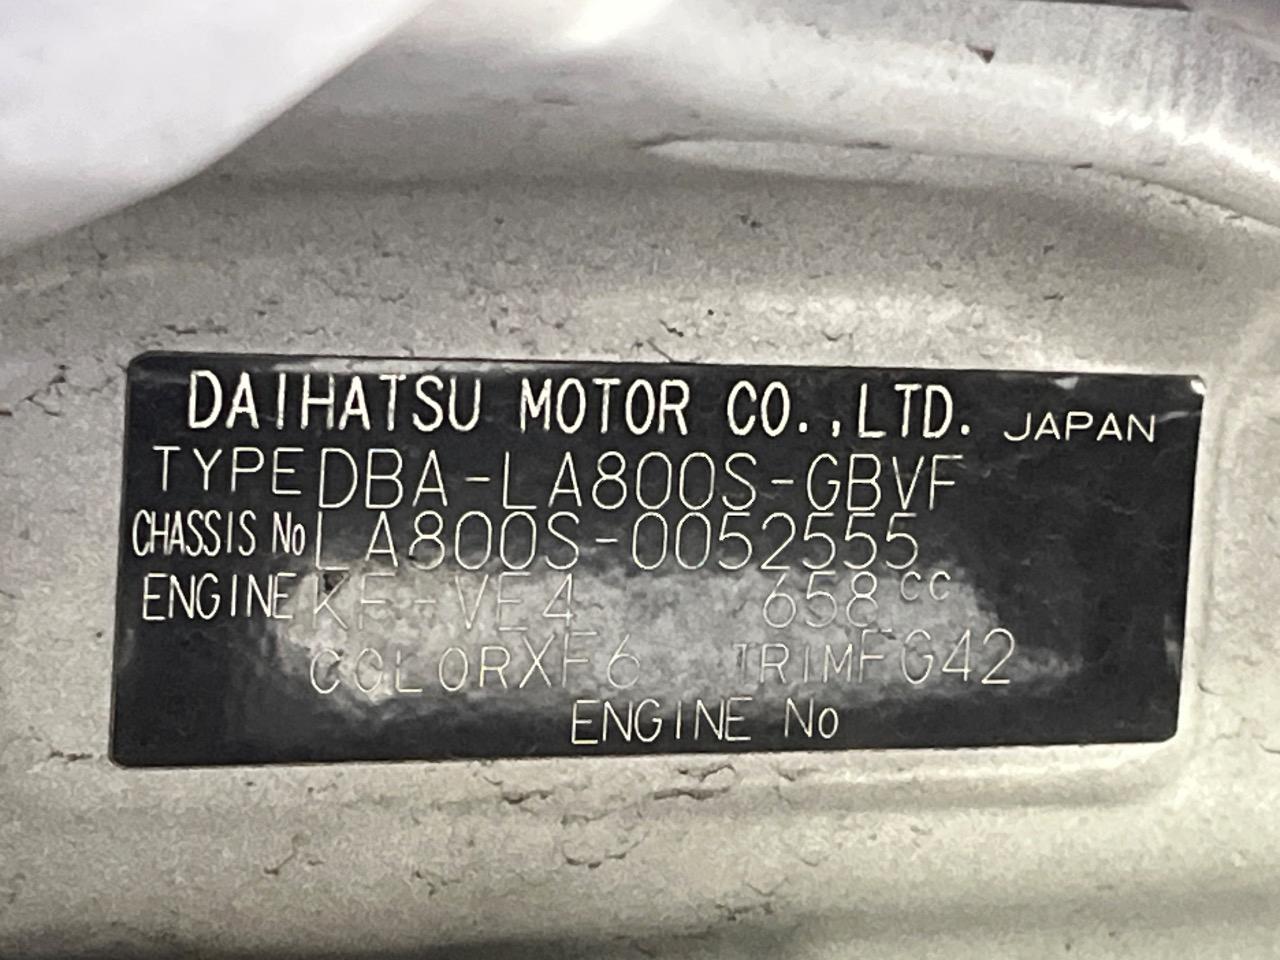 DAIHATSU MOTOR CO.,LTD. JAPAN
TYPE DBA-LA800S-GBVF
CHASSIS No LA800S-0052555
ENGINE KF-VE4 658cc
COLOR XF6 TRIM FG42
ENGINE No